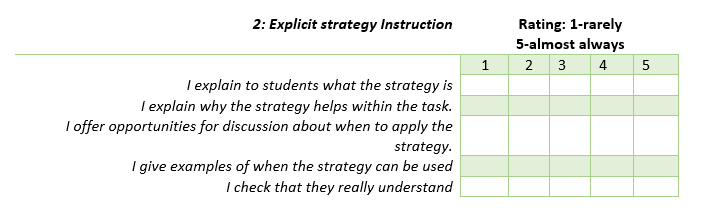 2: Explicit strategy Instruction
Rating: 1-rarely
5-almost always
1 2 3 4 5
I explain to students what the strategy is
I explain why the strategy helps within the task.
I offer opportunities for discussion about when to apply the
strategy.
I give examples of when the strategy can be used
I check that they really understand